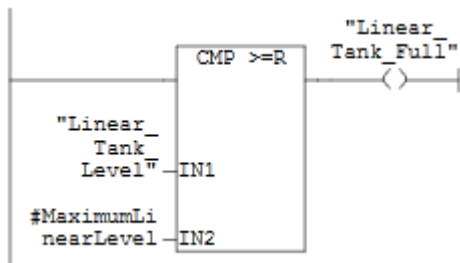 "Linear_
Tank_Full"
CMP >=R
"Linear_
Tank_
Level"
IN1
#MaximumLi
nearLevel
IN2